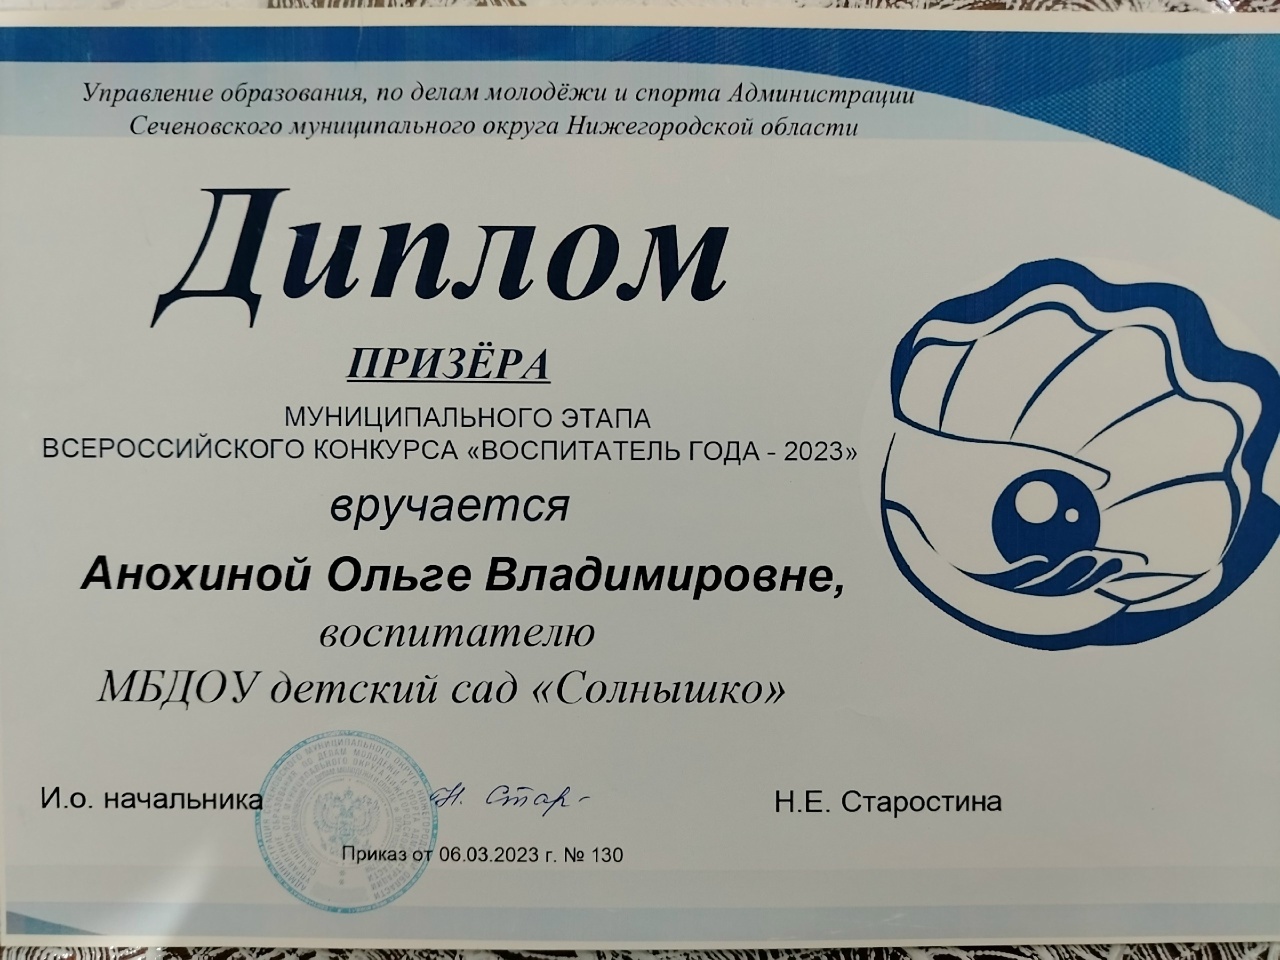 Управление образования, по делам молодёжи и спорта Администрации
Сеченовского муниципального округа Нижегородской области
Диплом
ПРИЗЁРА
МУНИЦИПАЛЬНОГО ЭТАПА
ВСЕРОССИЙСКОГО КОНКУРСА «ВОСПИТАТЕЛЬ ГОДА - 2023»
вручается
Анохиной Ольге Владимировне,
воспитателю
МБДОУ детский сад «Солнышко»
И.о. начальника
Н.Е. Старостина
Приказ от 06.03.2023 г. № 130